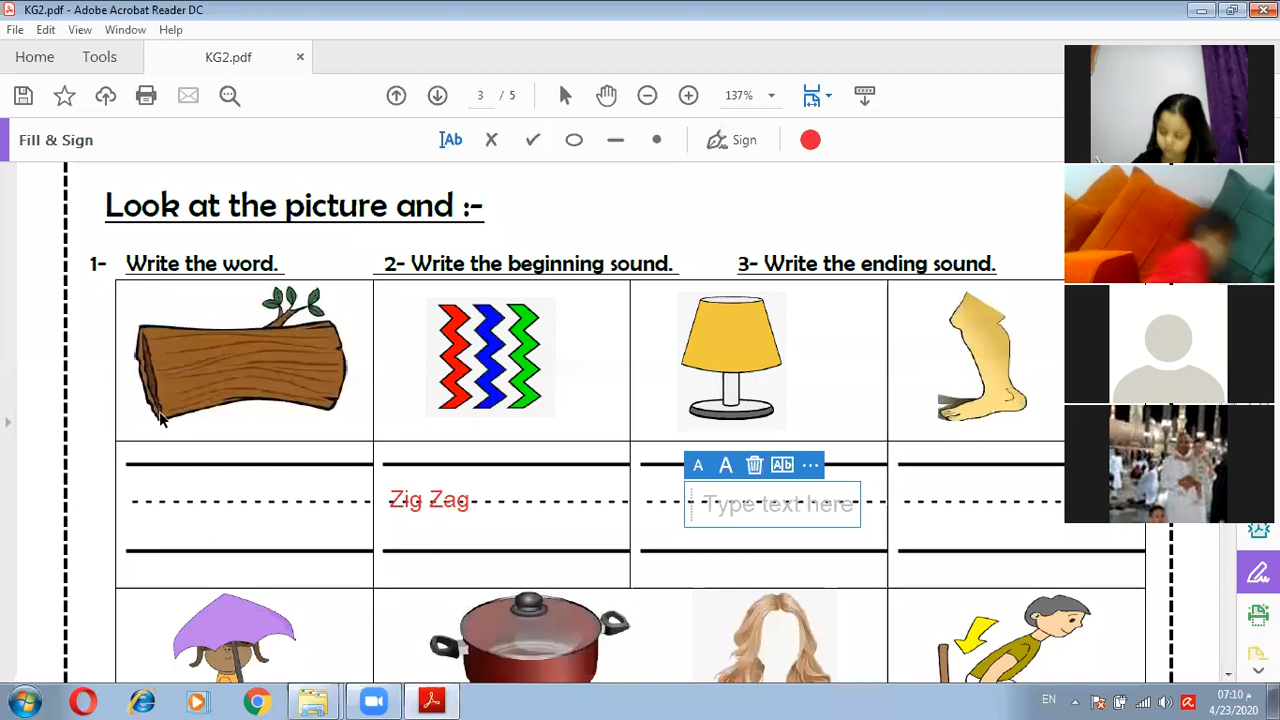 KG2.pdf - Adobe Acrobat Reader DC
File Edit View Window Help
Home Tools KG2.pdf ×
3 / 5 137%
Fill & Sign Ab Sign
Look at the picture and :-
1- Write the word. 2- Write the beginning sound. 3- Write the ending sound.
A A Ab ...
Zig Zag Type text here
EN 07:10 م
4/23/2020